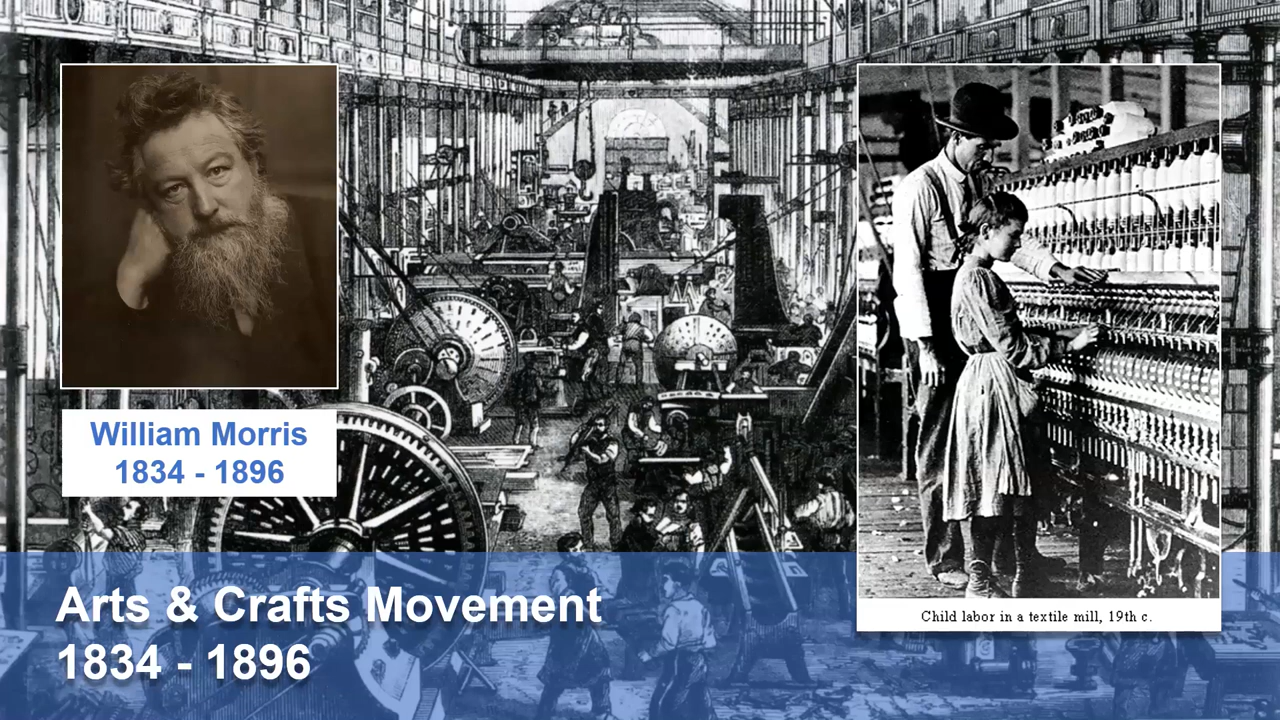 William Morris
1834 - 1896
Arts & Crafts Movement
1834 - 1896
Child labor in a textile mill, 19th c.